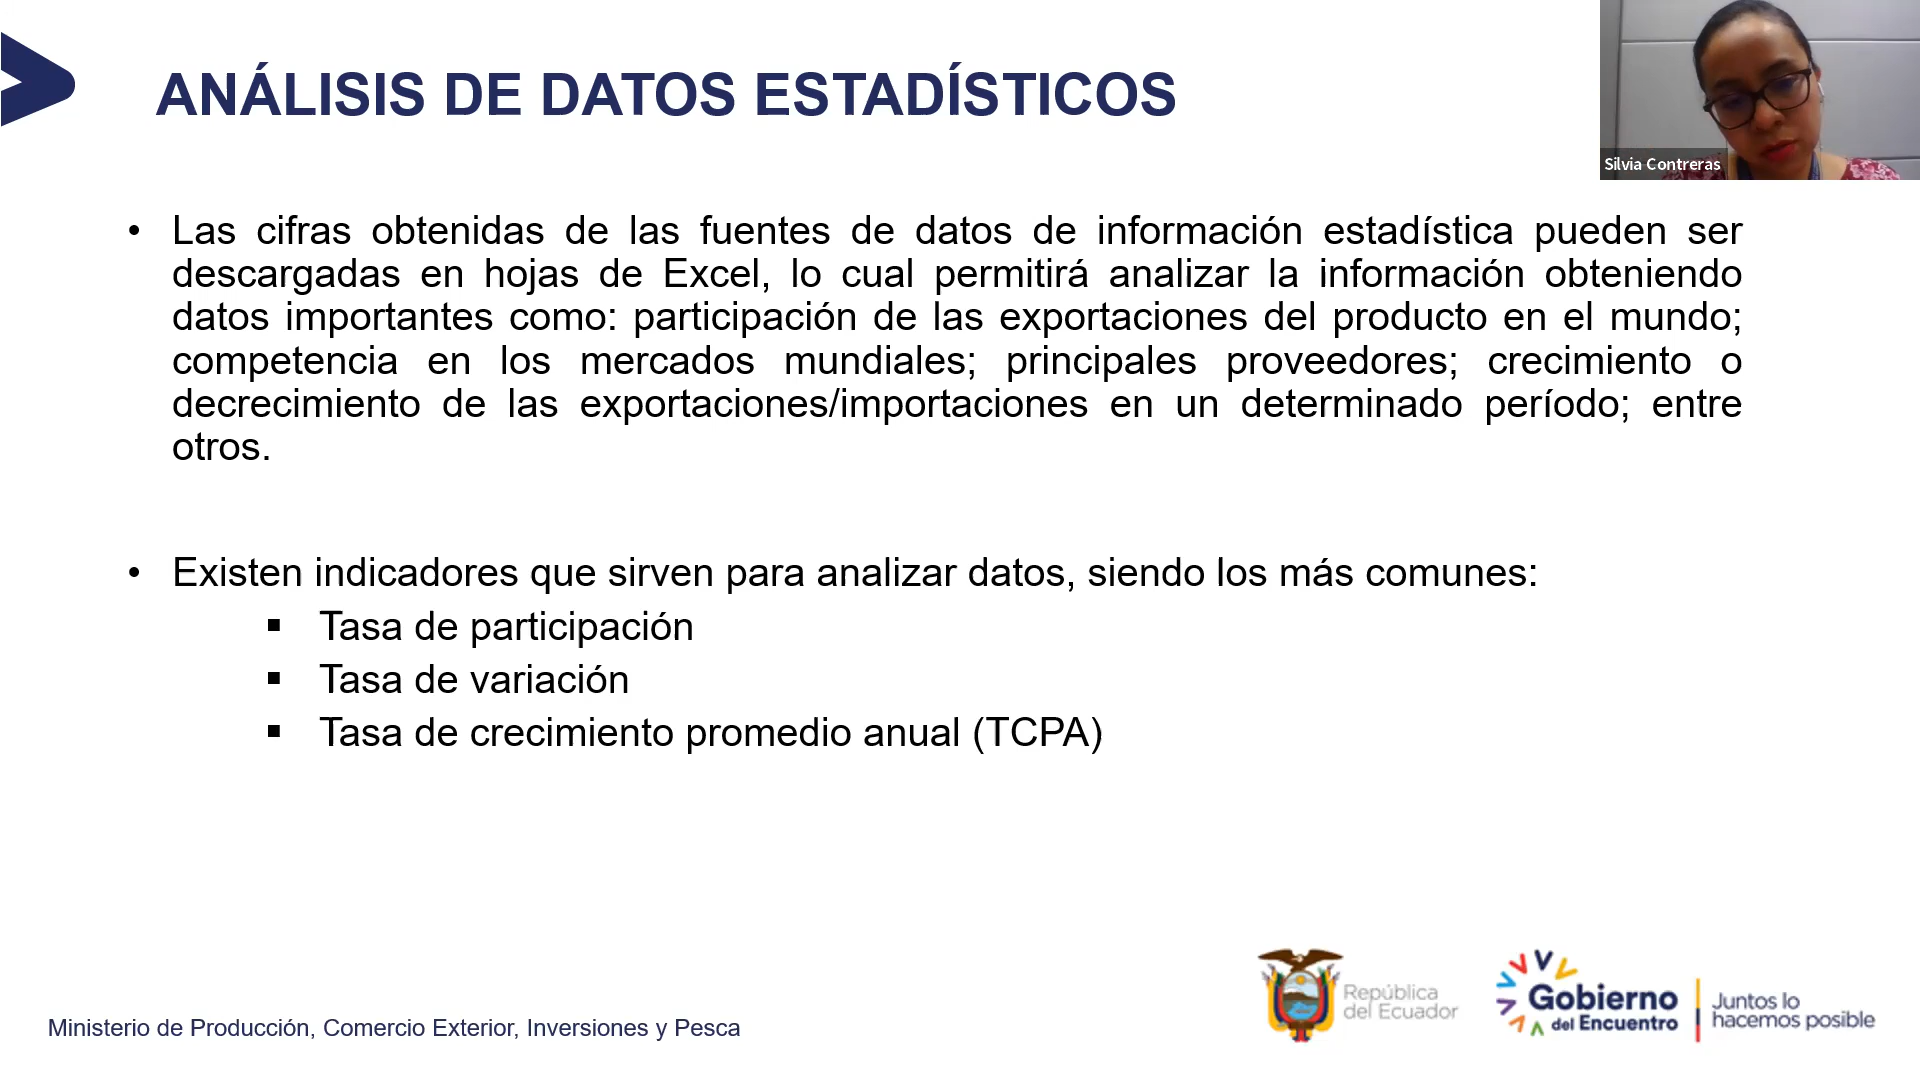 ANÁLISIS DE DATOS ESTADÍSTICOS
Silvia Contreras
• Las cifras obtenidas de las fuentes de datos de información estadística pueden ser
descargadas en hojas de Excel, lo cual permitirá analizar la información obteniendo
datos importantes como: participación de las exportaciones del producto en el mundo;
competencia en los mercados mundiales; principales proveedores; crecimiento o
decrecimiento de las exportaciones/importaciones en un determinado período; entre
otros.
• Existen indicadores que sirven para analizar datos, siendo los más comunes:
▪ Tasa de participación
▪ Tasa de variación
▪ Tasa de crecimiento promedio anual (TCPA)
Ministerio de Producción, Comercio Exterior, Inversiones y Pesca
República
del Ecuador
Gobierno
del Encuentro
Juntos lo
hacemos posible